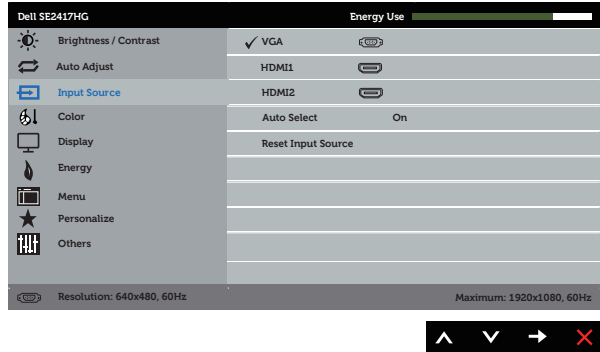 Dell SE2417HG Energy Use
Brightness / Contrast
VGA
Auto Adjust
HDMI1
Input Source
HDMI2
Color
Auto Select On
Display
Reset Input Source
Energy
Menu
Personalize
Others
Resolution: 640x480, 60Hz Maximum: 1920x1080, 60Hz